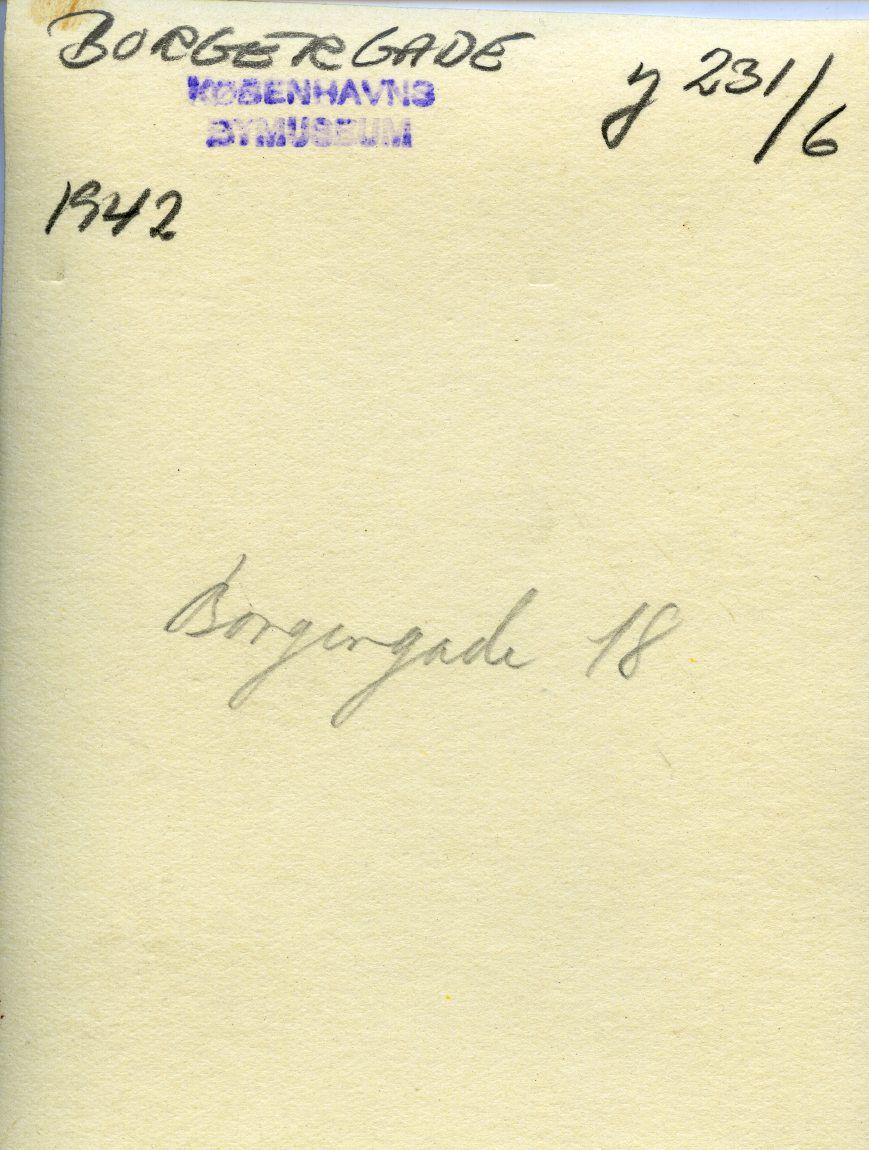 BORGERGADE
KØBENHAVNS
BYMUSEUM
y 231/6
1942
Borgergade 18